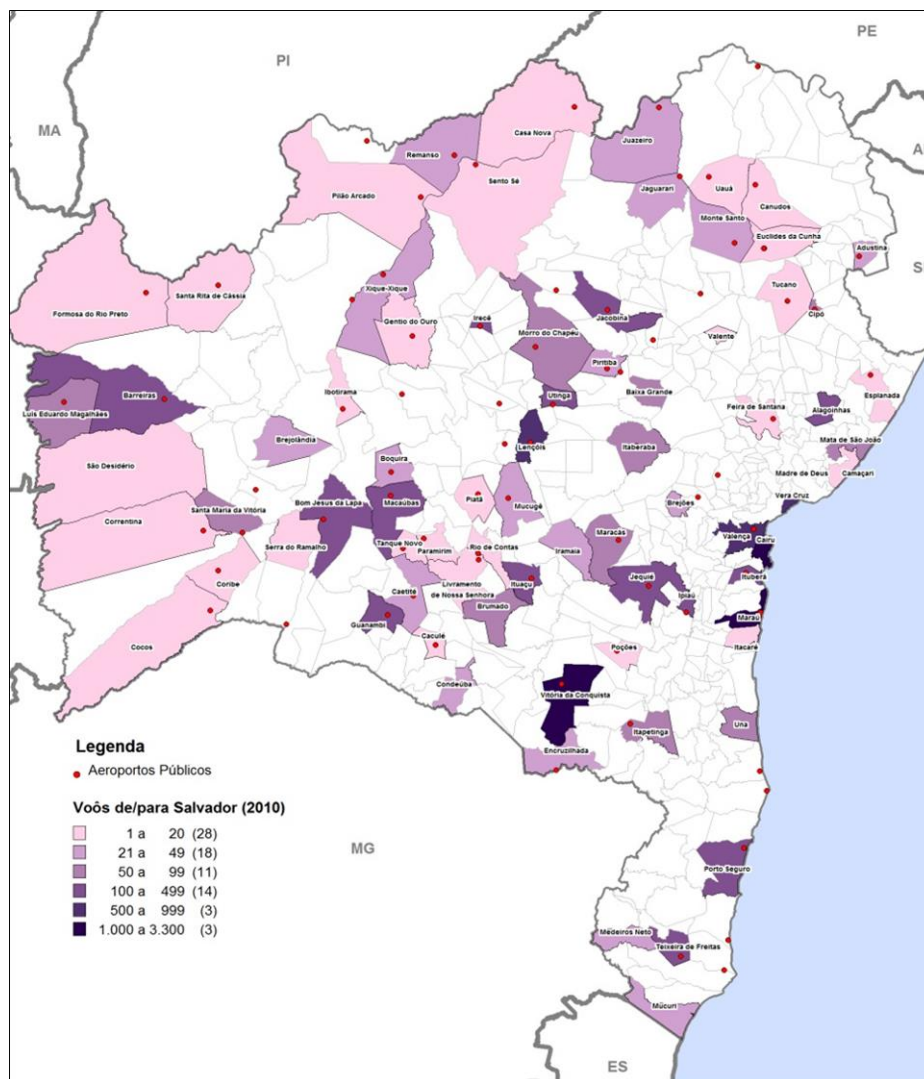 PE
PI
MA
A
Casa Nova
Juazeiro
Remanso
Sento Sé
Jaguarari
Uauá
Canudos
Pilão Arcado
Monte Santo
Euclides da Cunha
Adustina
S
Xique-Xique
Tucano
Santa Rita de Cássia
Formosa do Rio Preto
Cipó
Gentio do Ouro
Irecê
Jacobina
Morro do Chapéu
Valente
Piritiba
Barreiras
Ibotirama
Utinga
Baixa Grande
Esplanada
Luis Eduardo Magalhães
Feira de Santana
Alagoinhas
Brejolândia
Lençóis
Itaberaba
Mata de São João
Boquira
São Desidério
Madre de Deus
Camaçari
Bom Jesus da Lapa
Macaúbas
Piatã
Mucugê
Brejões
Vera Cruz
Santa Maria da Vitória
Correntina
Maracas
Valença
Cairu
Serra do Ramalho
Tanque Novo
Paramirim
Rio de Contas
Iramaia
Coribe
Ituaçu
Jequié
Ituberá
Livramento
de Nossa Senhora
Caetité
Ipiaú
Brumado
Guanambi
Maraú
Cocos
Caculé
Poções
Itacaré
Condeúba
Vitória da Conquista
Una
Itapetinga
Encruzilhada
Legenda
Aeroportos Públicos
Voôs de/para Salvador (2010)
1 a 20 (28)
21 a 49 (18)
50 a 99 (11)
100 a 499 (14)
500 a 999 (3)
1.000 a 3.300 (3)
MG
Porto Seguro
Medeiros Neto
Teixeira de Freitas
Mucuri
ES